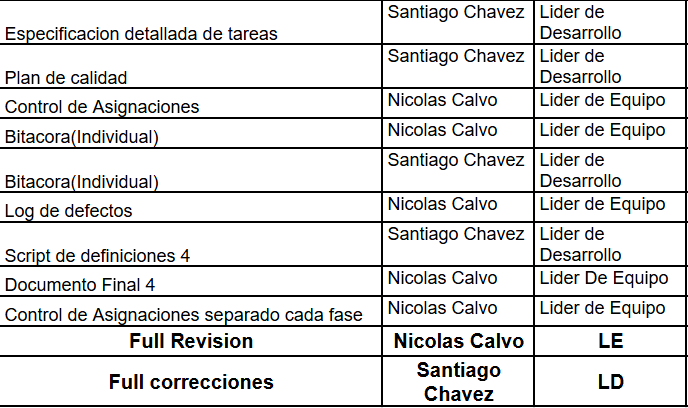 Especificacion detallada de tareas
Santiago Chavez
Lider de
Desarrollo
Plan de calidad
Santiago Chavez
Lider de
Desarrollo
Control de Asignaciones
Nicolas Calvo
Lider de Equipo
Bitacora(Individual)
Nicolas Calvo
Lider de Equipo
Bitacora(Individual)
Santiago Chavez
Lider de
Desarrollo
Log de defectos
Nicolas Calvo
Lider de Equipo
Script de definiciones 4
Santiago Chavez
Lider de
Desarrollo
Documento Final 4
Nicolas Calvo
Lider De Equipo
Control de Asignaciones separado cada fase
Nicolas Calvo
Lider de Equipo
Full Revision
Nicolas Calvo
LE
Full correcciones
Santiago
Chavez
LD